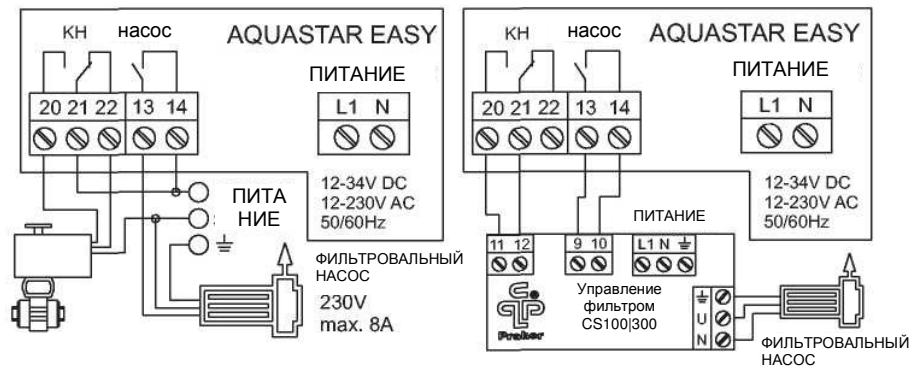 КН насос
AQUASTAR EASY
ПИТАНИЕ
20 21 22 13 14
L1 N
12-34V DC
12-230V AC
50/60Hz
ПИТА
НИЕ
ФИЛЬТРОВАЛЬНЫЙ
НАСОС
230V
max. 8A
КН насос
AQUASTAR EASY
ПИТАНИЕ
20 21 22 13 14
L1 N
12-34V DC
12-230V AC
50/60Hz
ПИТАНИЕ
11 12 9 10 L1 N
Управление
фильтром
CS100|300
Praher
U
N
ФИЛЬТРОВАЛЬНЫЙ
НАСОС